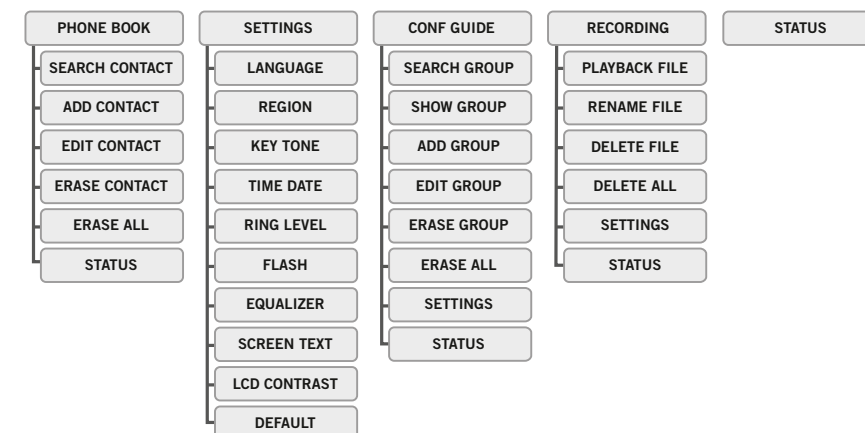 PHONE BOOK
SEARCH CONTACT
ADD CONTACT
EDIT CONTACT
ERASE CONTACT
ERASE ALL
STATUS
SETTINGS
LANGUAGE
REGION
KEY TONE
TIME DATE
RING LEVEL
FLASH
EQUALIZER
SCREEN TEXT
LCD CONTRAST
DEFAULT
CONF GUIDE
SEARCH GROUP
SHOW GROUP
ADD GROUP
EDIT GROUP
ERASE GROUP
ERASE ALL
SETTINGS
STATUS
RECORDING
PLAYBACK FILE
RENAME FILE
DELETE FILE
DELETE ALL
SETTINGS
STATUS
STATUS